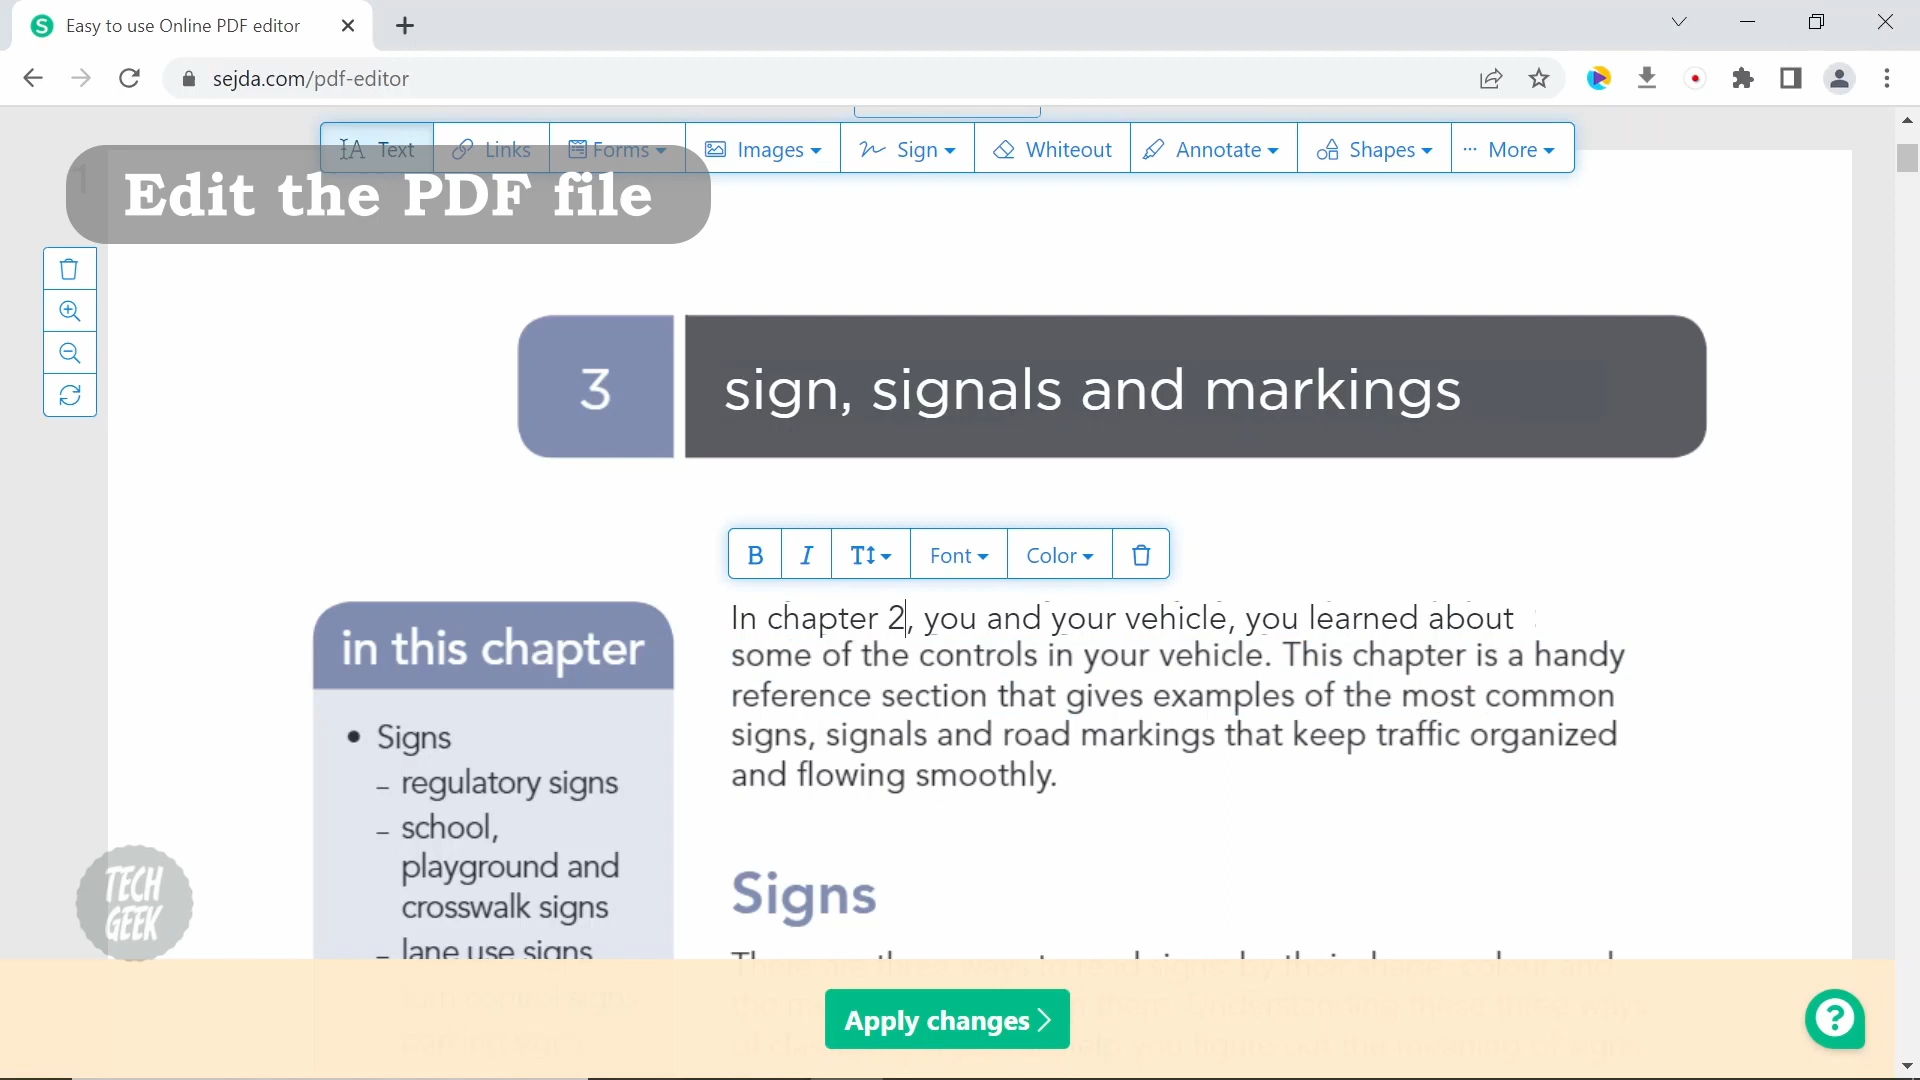 Easy to use Online PDF editor
sejda.com/pdf-editor
Text Links Forms Images Sign Whiteout Annotate Shapes More
1
Edit the PDF file
3
sign, signals and markings
B I T Font Color
In chapter 2, you and your vehicle, you learned about
some of the controls in your vehicle. This chapter is a handy
reference section that gives examples of the most common
signs, signals and road markings that keep traffic organized
and flowing smoothly.
in this chapter
• Signs
– regulatory signs
– school,
playground and
crosswalk signs
– lane use signs
Signs
TECH
GEEK
Apply changes
?